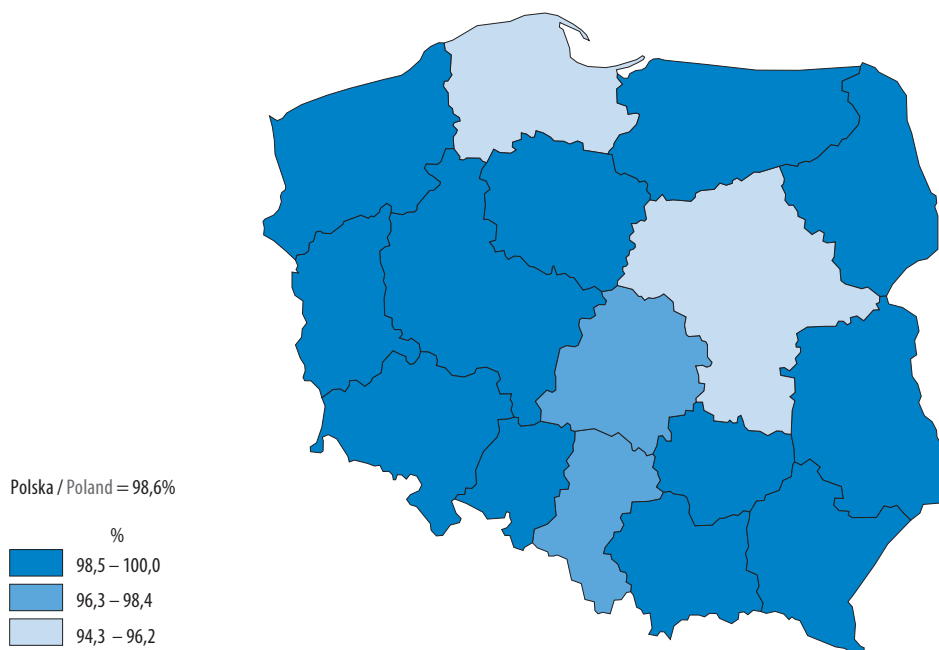 Polska / Poland = 98,6%
%
98,5 – 100,0
96,3 – 98,4
94,3 – 96,2